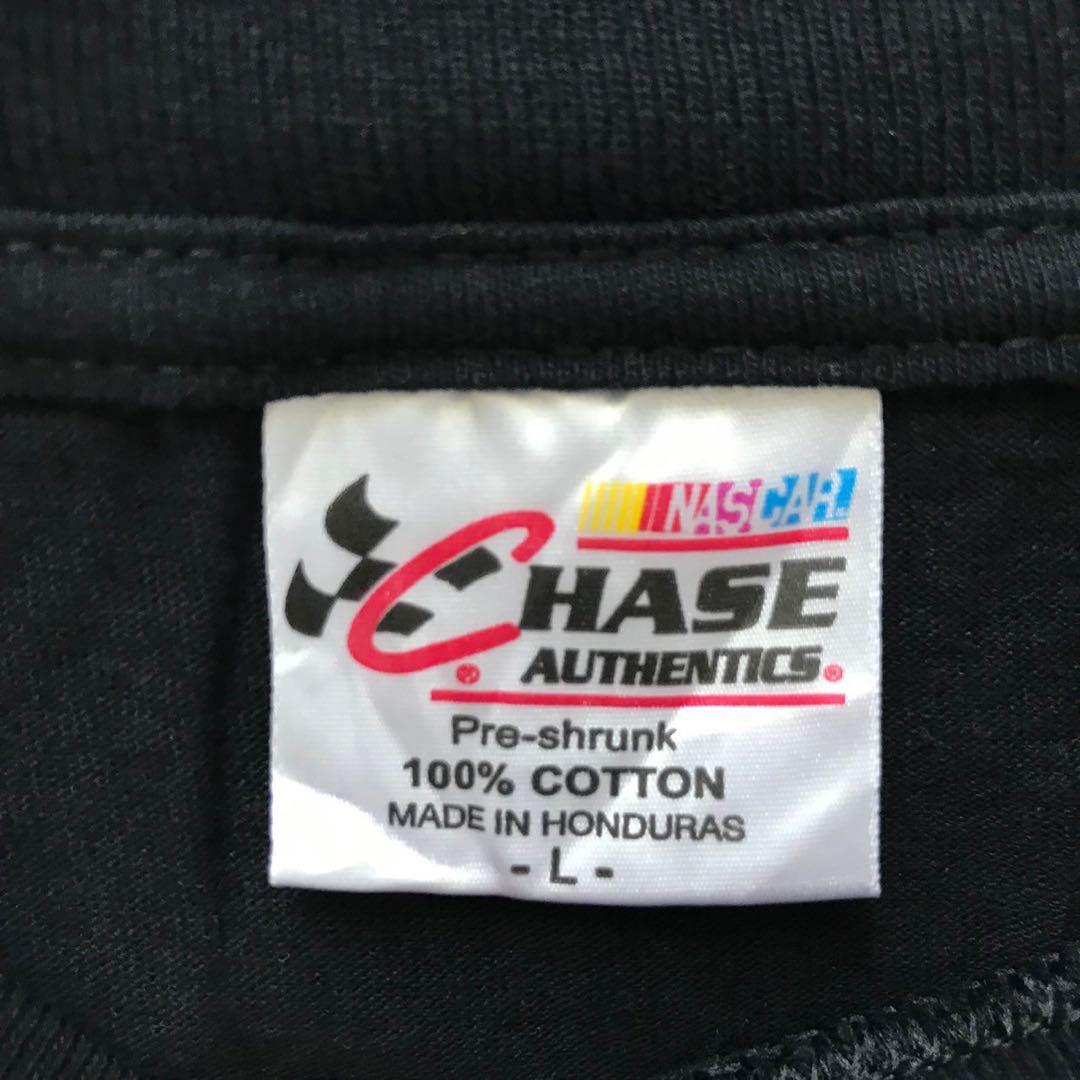 NASCAR
CHASE
® AUTHENTICS®
Pre-shrunk
100% COTTON
MADE IN HONDURAS
- L -